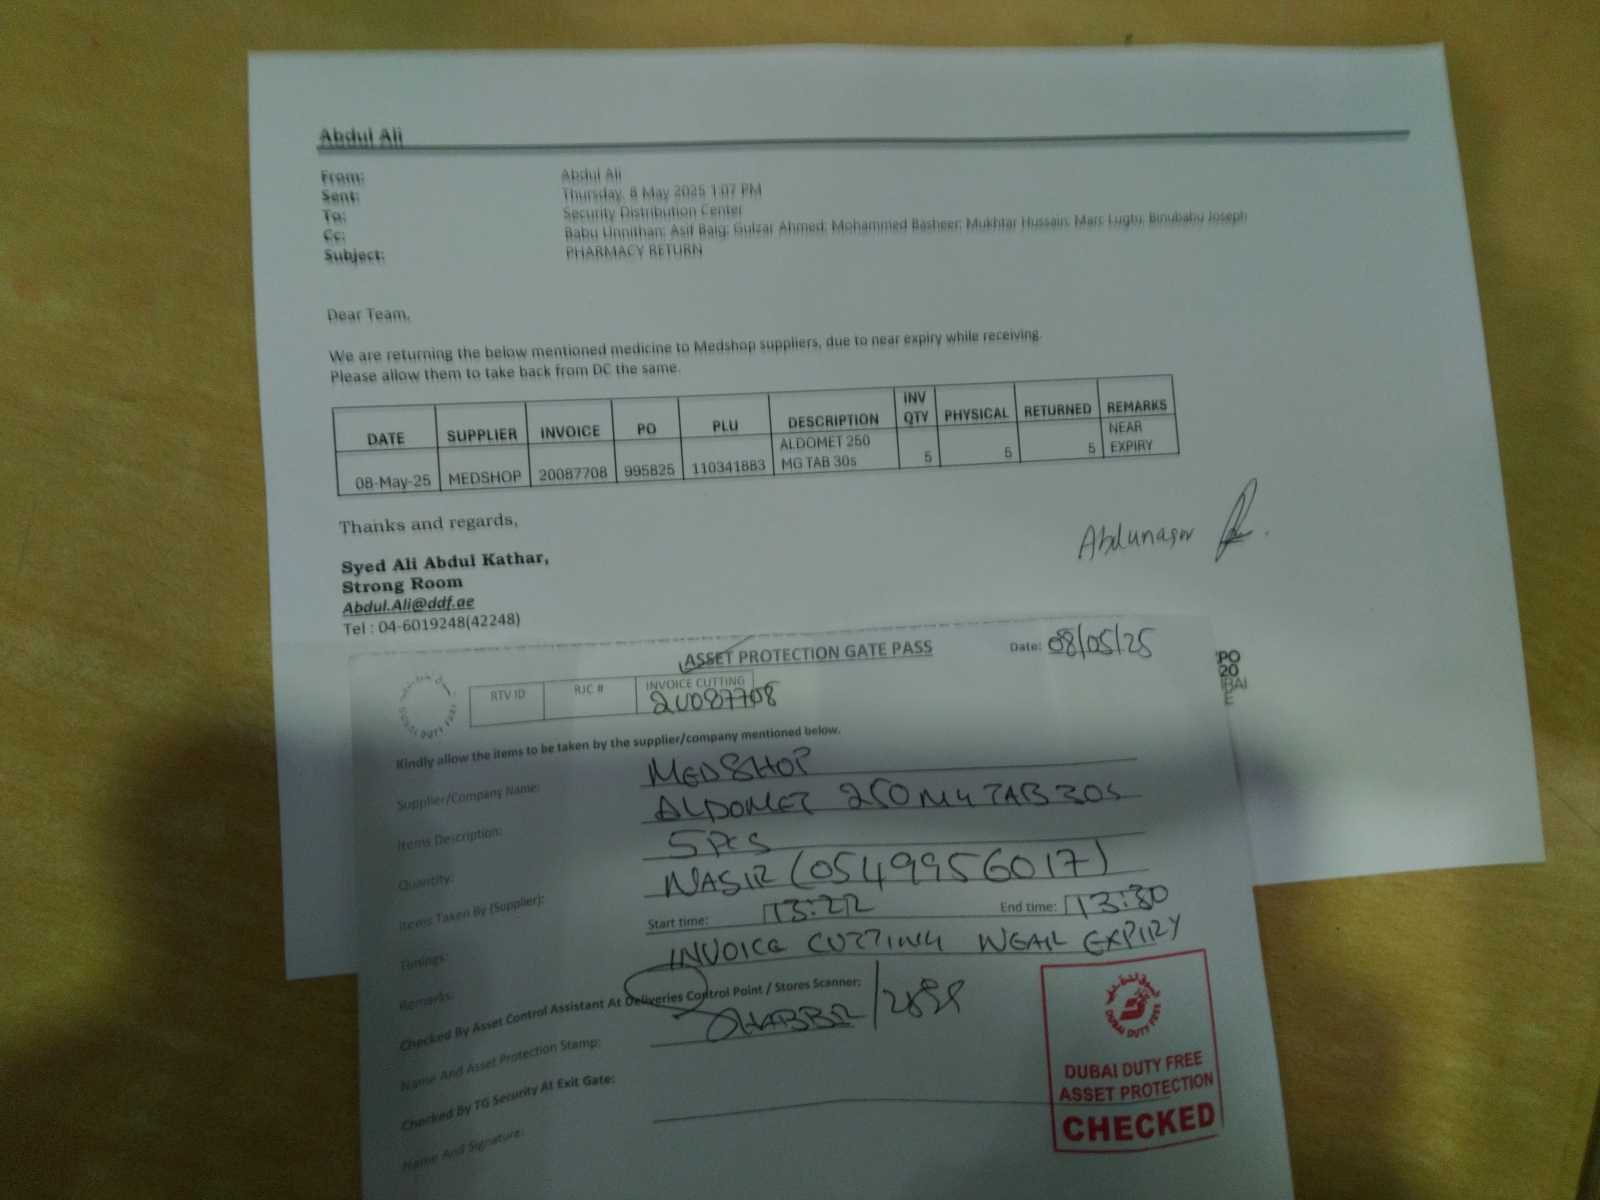 Abdul Ali
From: Abdul Ali
Sent: Thursday, 8 May 2025 1:07 PM
To: Security Distribution Center
Cc: Babu Unnithan; Asif Baig; Gulzar Ahmed; Mohammed Basheer; Mukhtar Hussain; Marc Lugtu; Binubabu Joseph
Subject: PHARMACY RETURN
Dear Team,
We are returning the below mentioned medicine to Medshop suppliers, due to near expiry while receiving.
Please allow them to take back from DC the same.
DATE SUPPLIER INVOICE PO PLU DESCRIPTION INV QTY PHYSICAL RETURNED REMARKS
08-May-25 MEDSHOP 20087708 995825 110341883 ALDOMET 250 MG TAB 30s 5 5 5 NEAR EXPIRY
Thanks and regards,
Abdunasar
Syed Ali Abdul Kathar,
Strong Room
Abdul.Ali@ddf.ae
Tel : 04-6019248(42248)
ASSET PROTECTION GATE PASS Date: 08/05/25
RTV ID RJC # INVOICE CUTTING
20087708
PO
20
BAI
E
Kindly allow the items to be taken by the supplier/company mentioned below.
Supplier/Company Name: MEDSHOP
Items Description: ALDOMET 250 MG TAB 30S
Quantity: 5 PCS
Items Taken By (Supplier): NASIR (0549956017)
Timings: Start time: 13:22 End time: 13:30
Remarks: INVOICE CUTTING NEAR EXPIRY
Checked By Asset Control Assistant At Deliveries Control Point / Stores Scanner:
Name And Asset Protection Stamp:
Checked By TG Security At Exit Gate:
Name And Signature:
DUBAI DUTY FREE
DUBAI DUTY FREE
ASSET PROTECTION
CHECKED